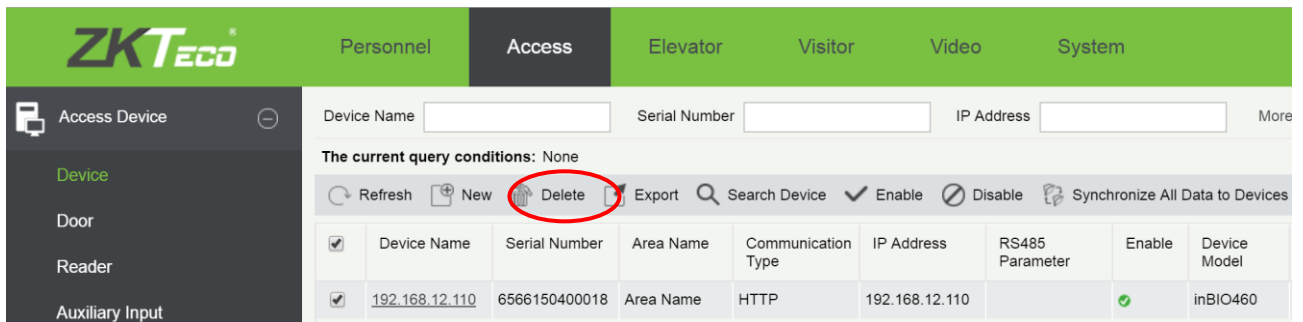 ZKTeco
Personnel Access Elevator Visitor Video System
Access Device
Device
Door
Reader
Auxiliary Input
Device Name Serial Number IP Address More
The current query conditions: None
Refresh New Delete Export Search Device Enable Disable Synchronize All Data to Devices
Device Name Serial Number Area Name Communication Type IP Address RS485 Parameter Enable Device Model
192.168.12.110 6566150400018 Area Name HTTP 192.168.12.110 inBIO460